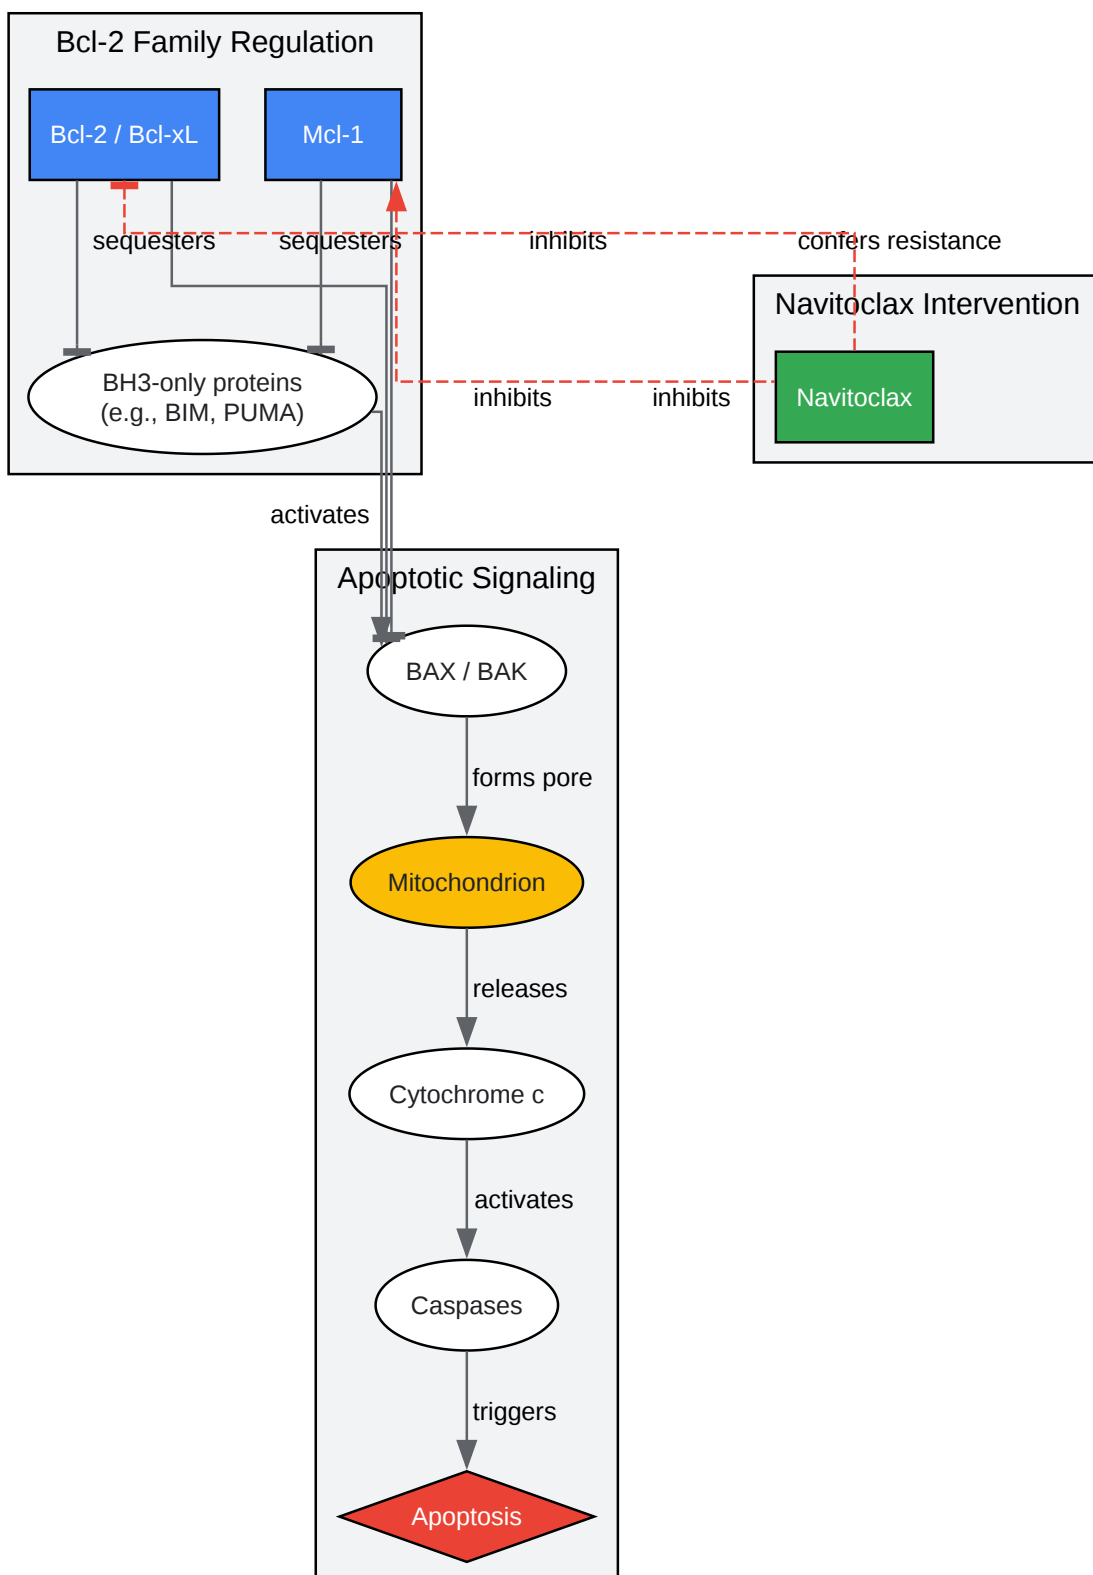 Bcl-2 Family Regulation
Bcl-2 / Bcl-xL
Mcl-1
sequesters
sequesters
inhibits
confers resistance
Navitoclax Intervention
BH3-only proteins
(e.g., BIM, PUMA)
inhibits
inhibits
Navitoclax
activates
Apoptotic Signaling
BAX / BAK
forms pore
Mitochondrion
releases
Cytochrome c
activates
Caspases
triggers
Apoptosis